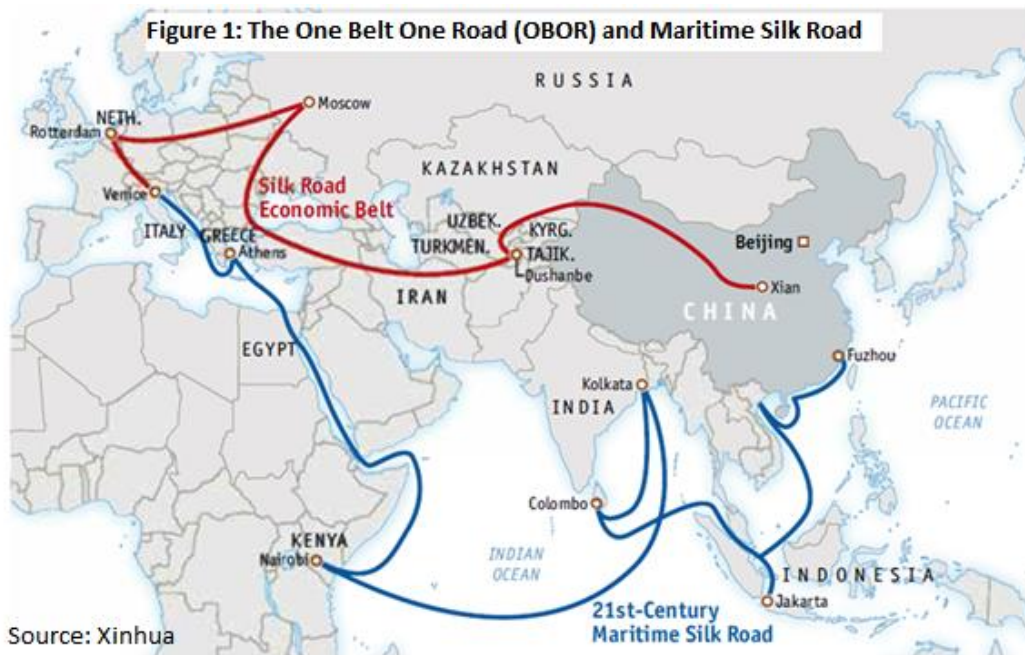 Figure 1: The One Belt One Road (OBOR) and Maritime Silk Road
RUSSIA
Moscow
NETH.
Rotterdam
KAZAKHSTAN
Venice
Silk Road
Economic Belt
ITALY
GREECE
Athens
UZBEK.
KYRG.
TURKMEN.
TAJIK.
Dushanbe
Beijing
IRAN
Xian
CHINA
EGYPT
Fuzhou
Kolkata
INDIA
PACIFIC
OCEAN
Colombo
KENYA
Nairobi
INDIAN
OCEAN
INDONESIA
Jakarta
21st-Century
Maritime Silk Road
Source: Xinhua